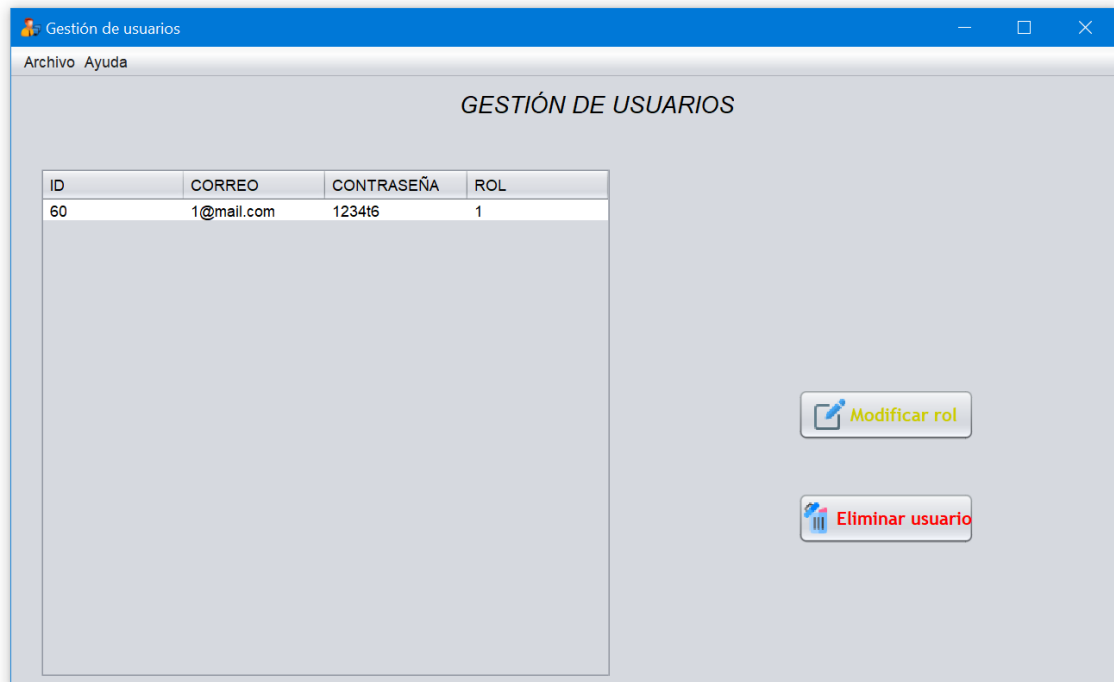 Gestión de usuarios
Archivo Ayuda
GESTIÓN DE USUARIOS
ID CORREO CONTRASEÑA ROL
60 1@mail.com 1234t6 1
Modificar rol
Eliminar usuario